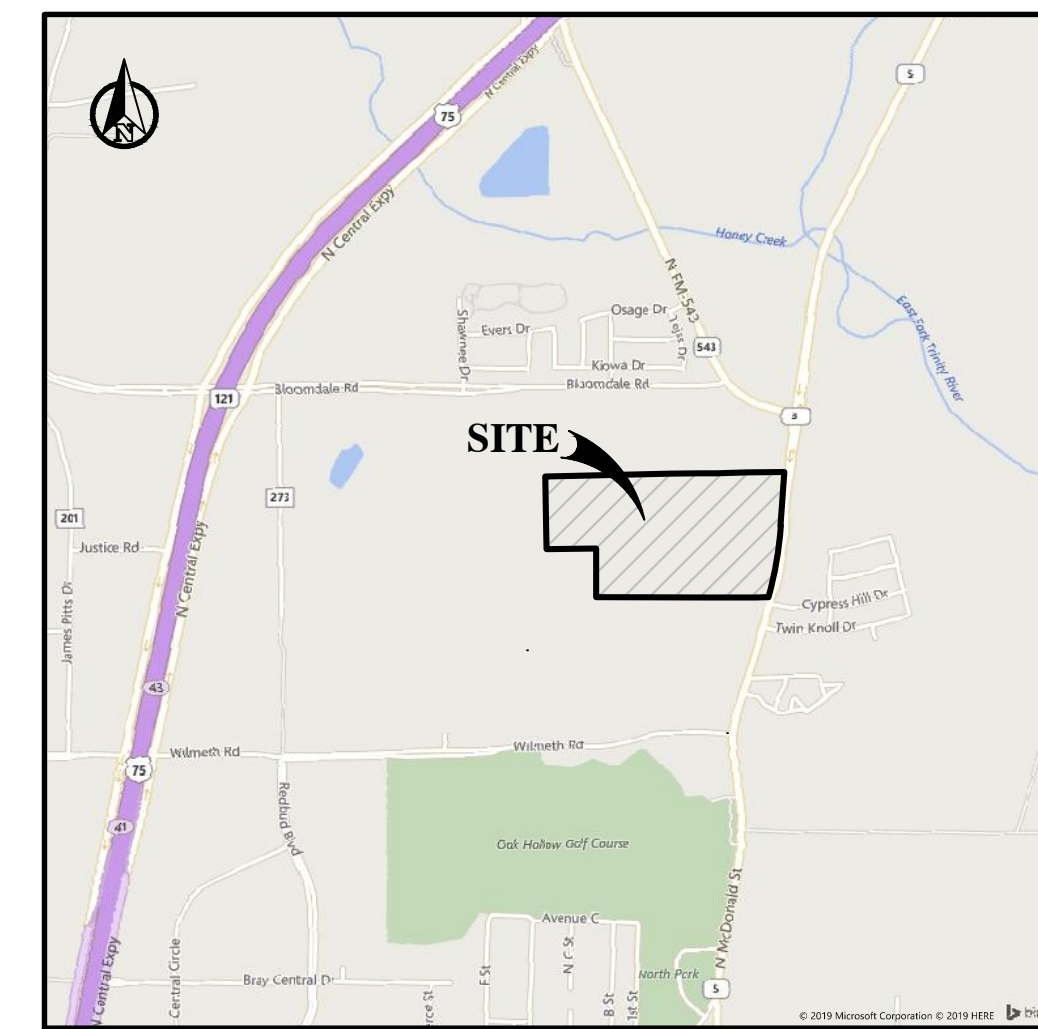 N
N Central Expy
75
5
N Central Expy
Honey Creek
N FM-543
East Fork Trinity River
Osage Dr
Shawnee Dr
Evers Dr
543
Kiowa Dr
Bloomdale Rd
Bloomdale Rd
121
SITE
273
201
Justice Rd
N Central Expy
James Pitts Dr
Cypress Hill Dr
Twin Knoll Dr
43
Wilmeth Rd
Wilmeth Rd
75
Redbud Blvd
41
Oak Hollow Golf Course
N McDonald St
Avenue C
N Central Expy
Central Circle
F St
N C St
North Park
Bray Central Dr
B St
1st St
5
erce St
© 2019 Microsoft Corporation © 2019 HERE